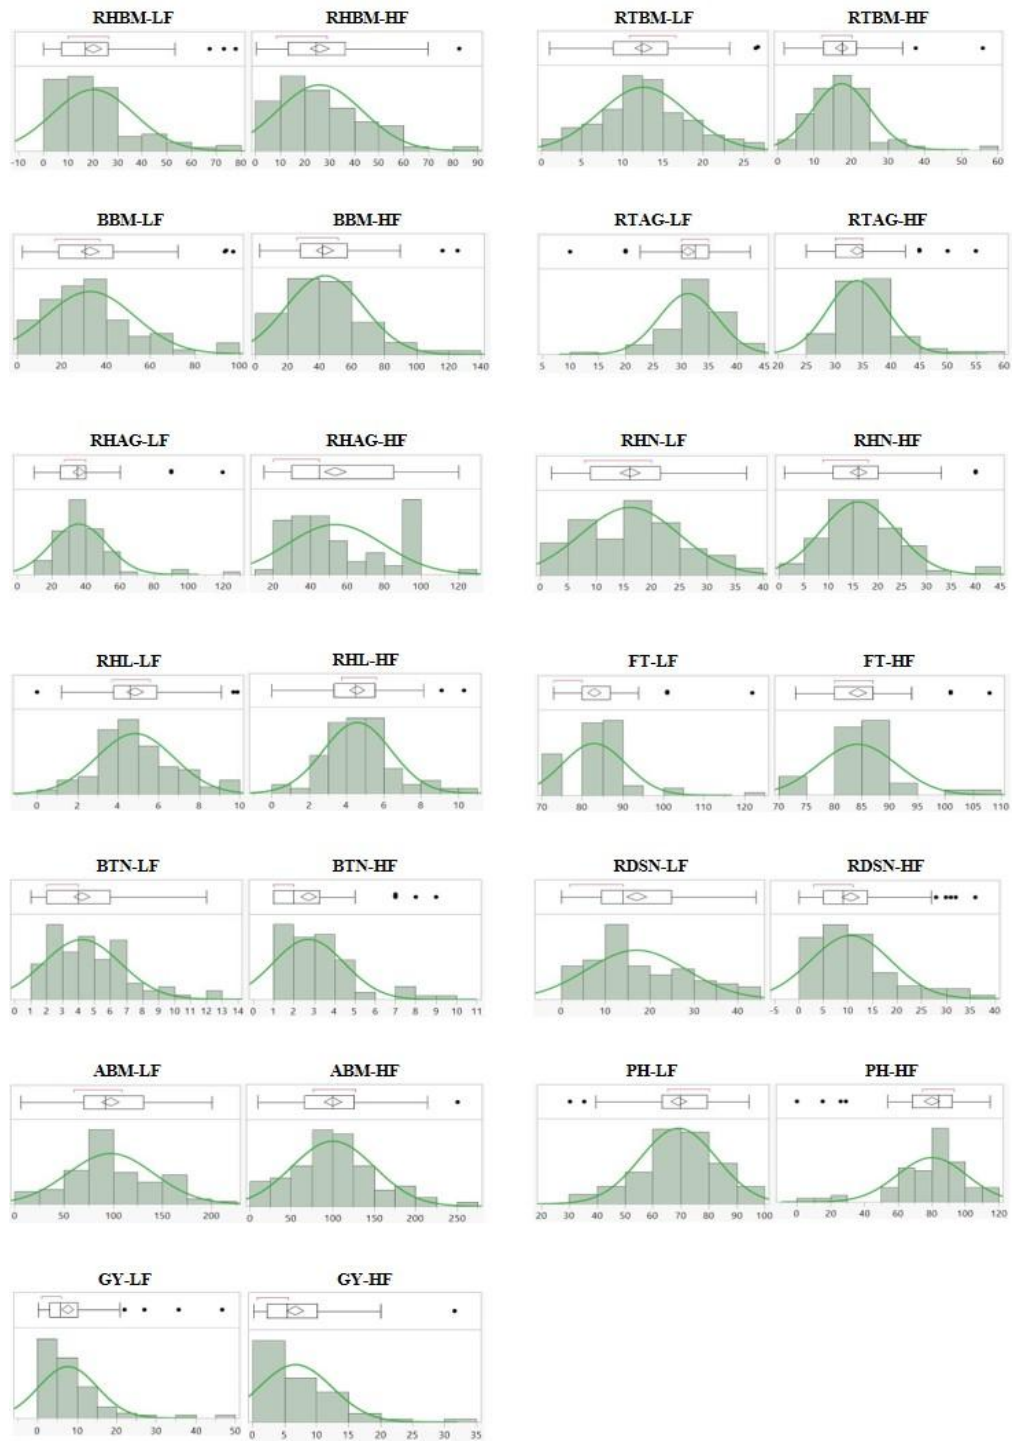 RHBM-LF RHBM-HF RTBM-LF RTBM-HF
-10 0 10 20 30 40 50 60 70 80 0 10 20 30 40 50 60 70 80 90 0 5 10 15 20 25 0 10 20 30 40 50 60
BBM-LF BBM-HF RTAG-LF RTAG-HF
0 20 40 60 80 100 0 20 40 60 80 100 120 140 5 10 15 20 25 30 35 40 45 20 25 30 35 40 45 50 55 60
RHAG-LF RHAG-HF RHN-LF RHN-HF
0 20 40 60 80 100 120 20 40 60 80 100 120 0 5 10 15 20 25 30 35 40 0 5 10 15 20 25 30 35 40 45
RHL-LF RHL-HF FT-LF FT-HF
0 2 4 6 8 10 0 2 4 6 8 10 70 80 90 100 110 120 70 75 80 85 90 95 100 110
BTN-LF BTN-HF RDSN-LF RDSN-HF
0 1 2 3 4 5 6 7 8 9 10 11 12 13 14 0 1 2 3 4 5 6 7 8 9 10 11 0 10 20 30 40 -5 0 5 10 15 20 25 30 35 40
ABM-LF ABM-HF PH-LF PH-HF
0 50 100 150 200 0 50 100 150 200 250 20 30 40 50 60 70 80 90 100 0 20 40 60 80 100 120
GY-LF GY-HF
0 10 20 30 40 50 0 5 10 15 20 25 30 35